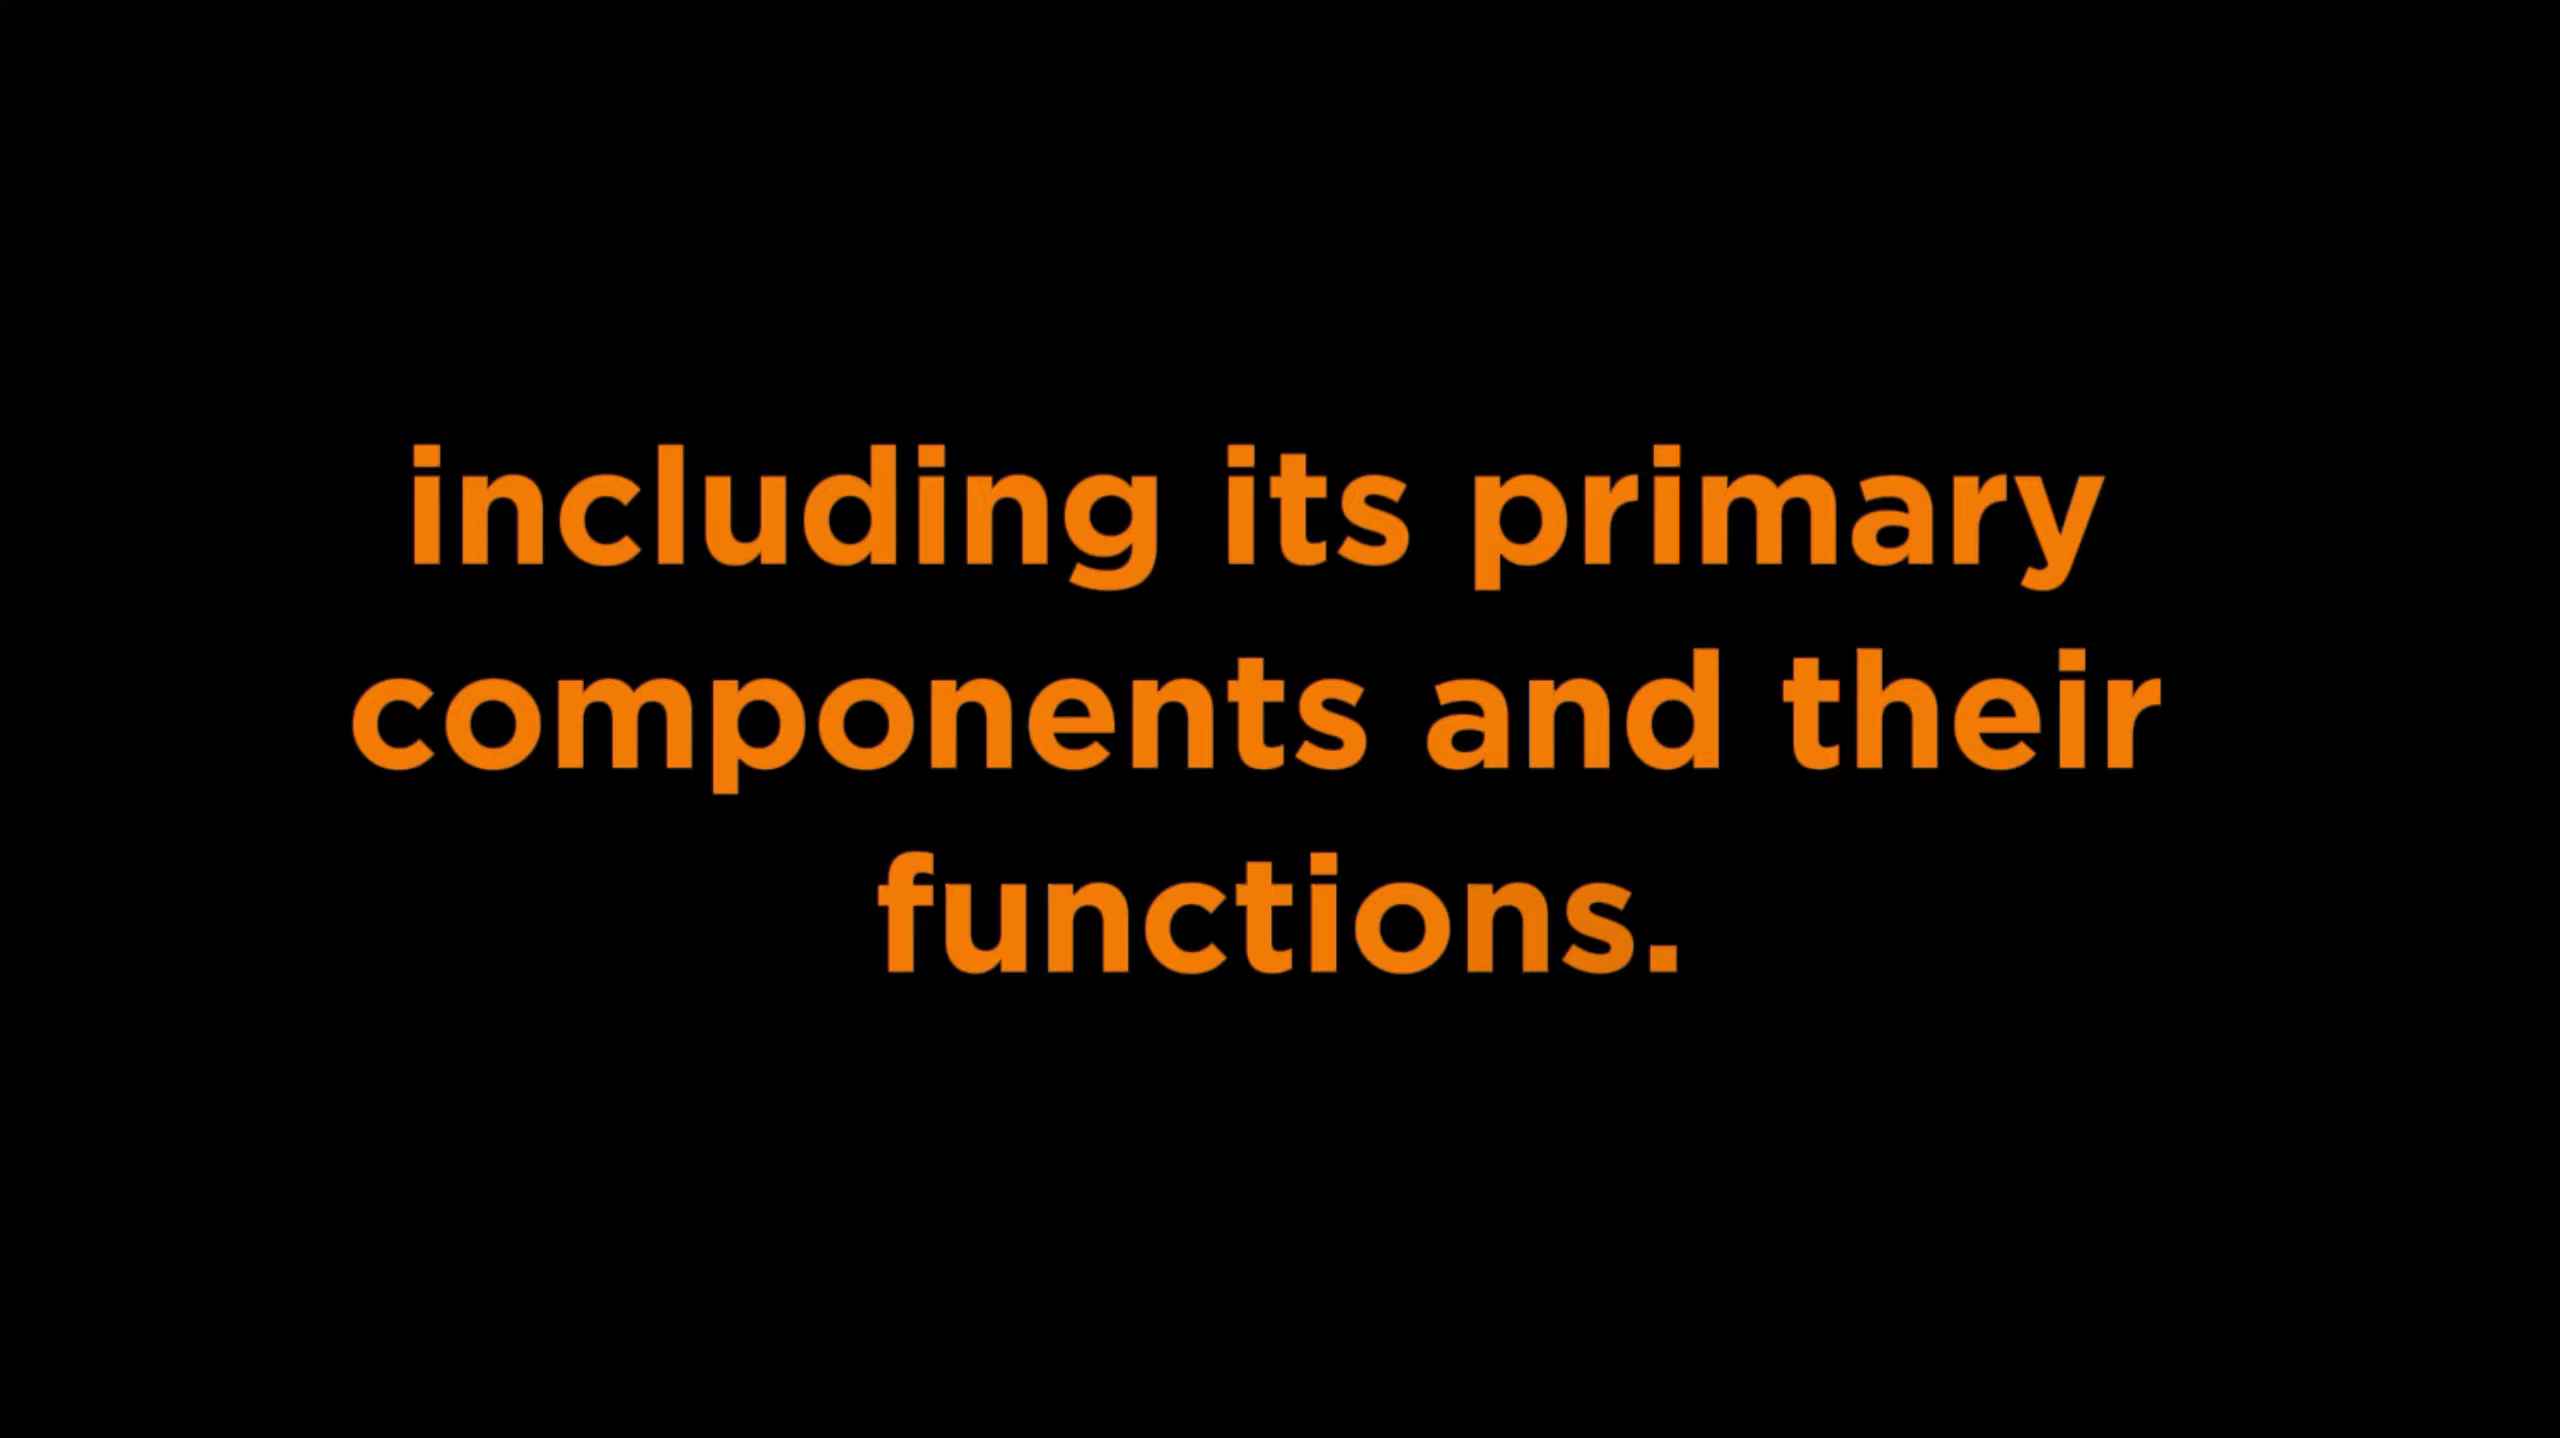 including its primary
components and their
functions.